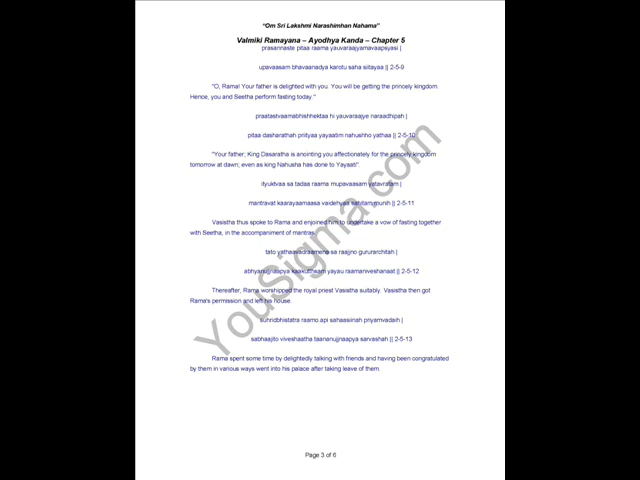 “Om Sri Lakshmi Narashimhan Nahama”
Valmiki Ramayana – Ayodhya Kanda – Chapter 5
prasannaste pitaa raama yauvaraajyamavaapsyasi |
upavaasam bhavaanadya karotu saha siitayaa || 2-5-9
"O, Rama! Your father is delighted with you. You will be getting the princely kingdom.
Hence, you and Seetha perform fasting today."
praatastvaamabhishhektaa hi yauvaraajye naraadhipah |
pitaa dasharathah priityaa yayaatim nahushho yathaa || 2-5-10
"Your father, King Dasaratha is anointing you affectionately for the princely kingdom
tomorrow at dawn; even as king Nahusha has done to Yayaati".
ityuktvaa sa tadaa raama mupavaasam yatavratam |
mantravat kaarayaamaasa vaidehyaa sahitam munih || 2-5-11
Vasistha thus spoke to Rama and enjoined him to undertake a vow of fasting together
with Seetha, in the accompaniment of mantras.
tato yathaavadraamena sa raajjno gururarchitah |
abhyanujjnaapya kaakutthsam yayau raamaniveshanaat || 2-5-12
Thereafter, Rama worshipped the royal priest Vasistha suitably. Vasistha then got
Rama's permission and left his house.
suhridbhistatra raamo api sahaasiinah priyamvadaih |
sabhaajito viveshaatha taananujjnaapya sarvashah || 2-5-13
Rama spent some time by delightedly talking with friends and having been congratulated
by them in various ways went into his palace after taking leave of them.
YouSigma.com
Page 3 of 6